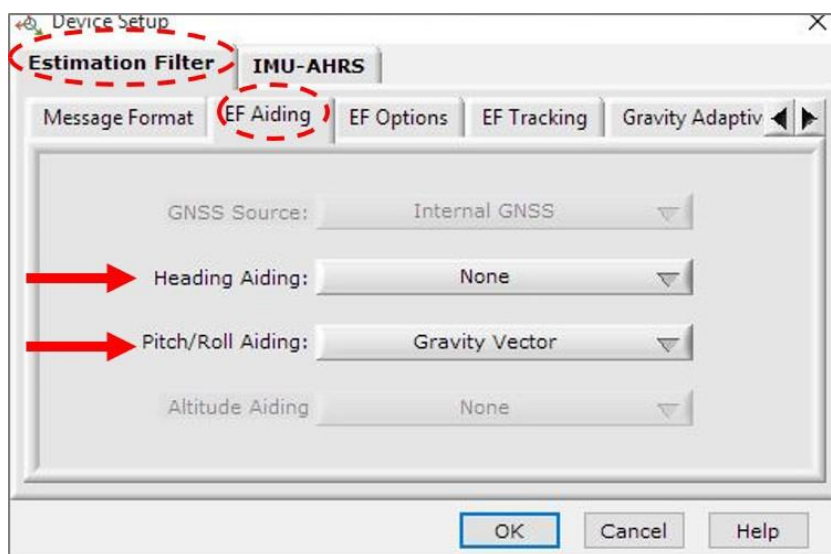 Device Setup
Estimation Filter IMU-AHRS
Message Format EF Aiding EF Options EF Tracking Gravity Adaptiv
GNSS Source: Internal GNSS
Heading Aiding: None
Pitch/Roll Aiding: Gravity Vector
Altitude Aiding None
OK Cancel Help